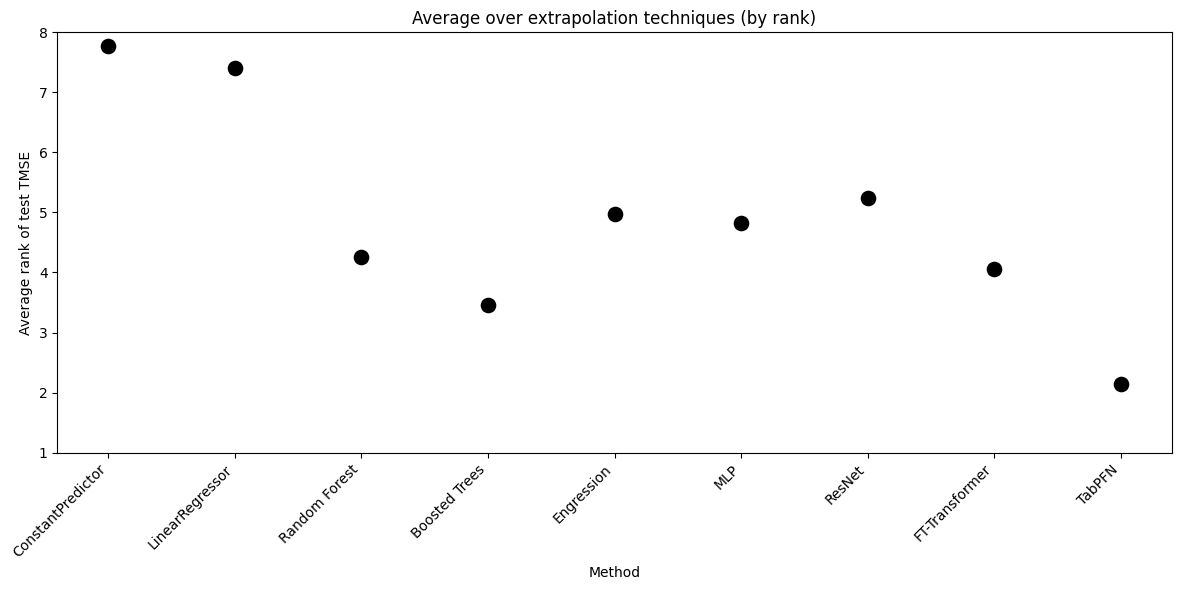 Average over extrapolation techniques (by rank)
Average rank of test TMSE
8
7
6
5
4
3
2
1
ConstantPredictor
LinearRegressor
Random Forest
Boosted Trees
Engression
MLP
ResNet
FT-Transformer
TabPFN
Method